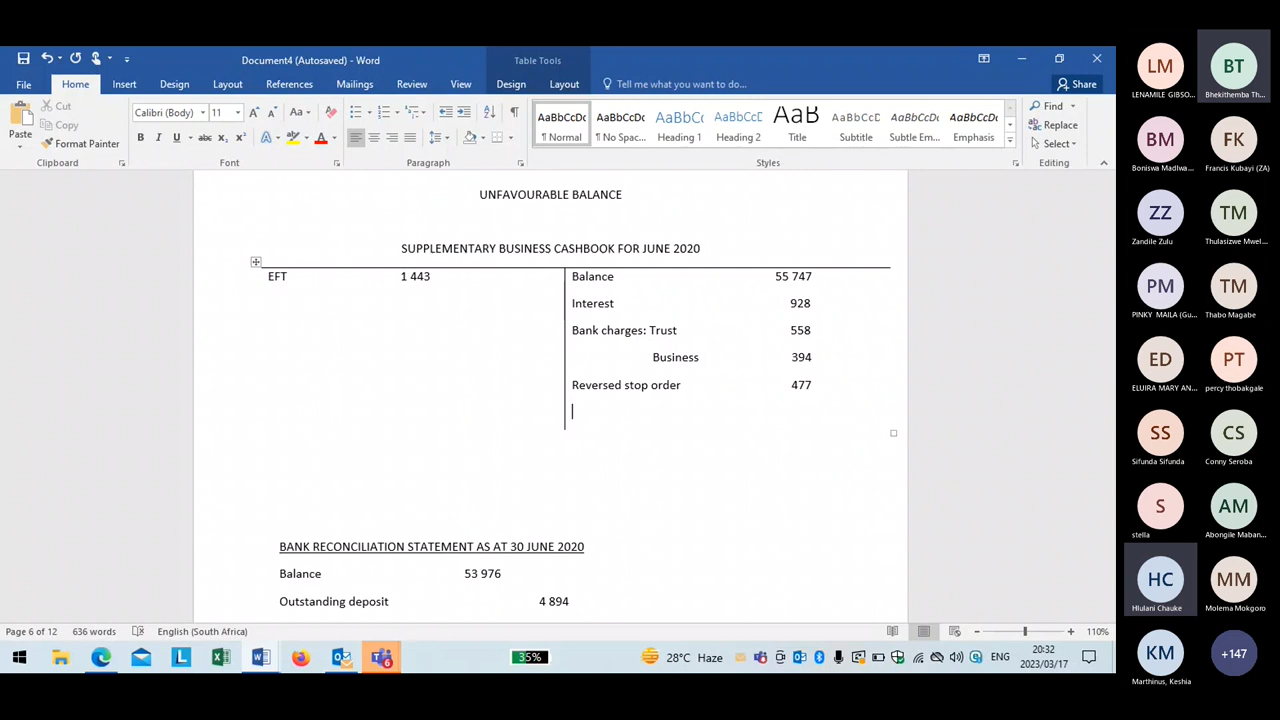 Document4 (Autosaved) - Word
Table Tools
File Home Insert Design Layout References Mailings Review View Design Layout Tell me what you want to do... Share
Paste
Cut
Copy
Format Painter
Clipboard
Calibri (Body) 11
Font
Paragraph
AaBbCcDc AaBbCcDc AaBbCc AaBbCcD AaB AaBbCcD AaBbCcDc AaBbCcDc
¶ Normal ¶ No Spac... Heading 1 Heading 2 Title Subtitle Subtle Em... Emphasis
Styles
Find
Replace
Select
Editing
UNFAVOURABLE BALANCE
SUPPLEMENTARY BUSINESS CASHBOOK FOR JUNE 2020
EFT 1 443 Balance 55 747
Interest 928
Bank charges: Trust 558
Business 394
Reversed stop order 477
BANK RECONCILIATION STATEMENT AS AT 30 JUNE 2020
Balance 53 976
Outstanding deposit 4 894
Page 6 of 12 636 words English (South Africa) 110%
35% 28°C Haze ENG 20:32
2023/03/17
LM BT
LENAMILE GIBSO... Bhekithemba Th...
BM FK
Boniswa Madlwa... Francis Kubayi (ZA)
ZZ TM
Zandile Zulu Thulasizwe Mwel...
PM TM
PINKY MAILA (Gu... Thabo Magabe
ED PT
ELUIRA MARY AN... percy thobakgale
SS CS
Sifunda Sifunda Conny Seroba
S AM
stella Abongile Maban...
HC MM
Hlulani Chauke Molema Mokgoro
KM +147
Marthinus, Keshia